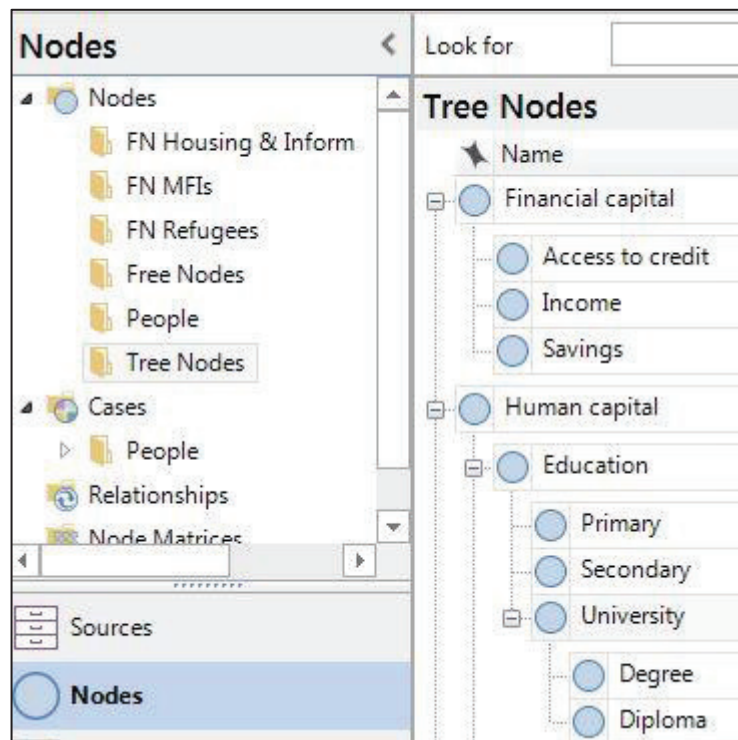 Nodes
Nodes
FN Housing & Inform
FN MFIs
FN Refugees
Free Nodes
People
Tree Nodes
Cases
People
Relationships
Node Matrices
Sources
Nodes
Look for
Tree Nodes
Name
Financial capital
Access to credit
Income
Savings
Human capital
Education
Primary
Secondary
University
Degree
Diploma